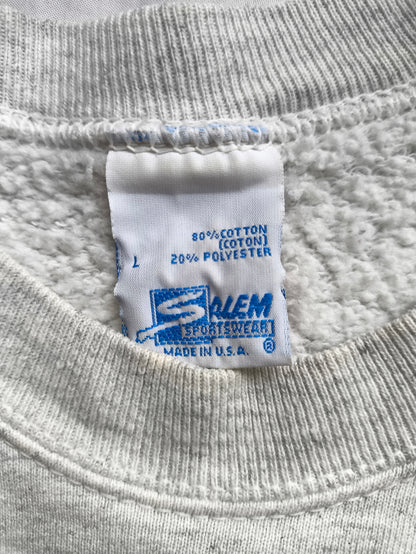 80% COTTON
(COTON)
20% POLYESTER
SALEM
SPORTSWEAR
MADE IN U.S.A.
®